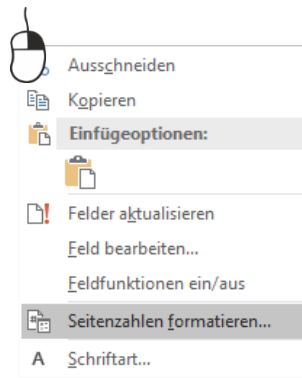 Ausschneiden
Kopieren
Einfügeoptionen:
Felder aktualisieren
Feld bearbeiten...
Feldfunktionen ein/aus
Seitenzahlen formatieren...
A Schriftart...